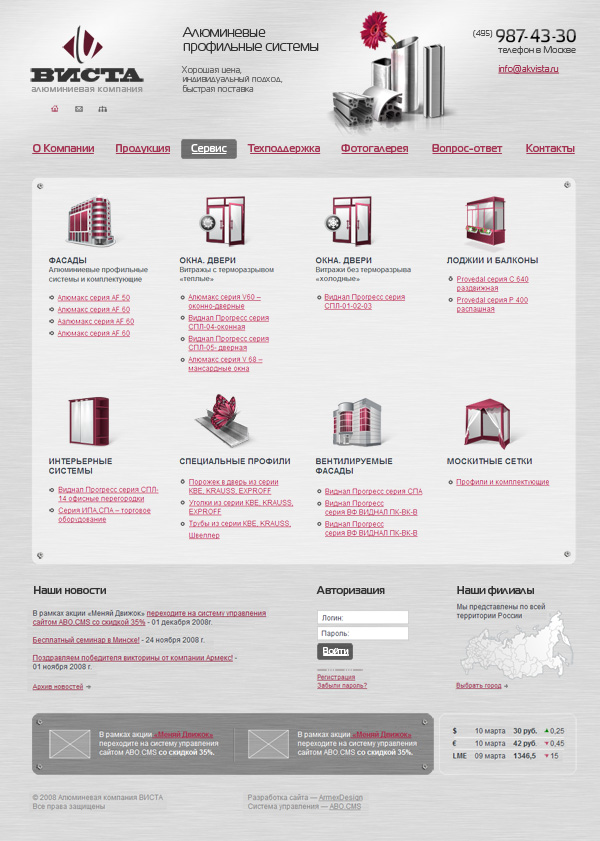 ВИСТА
алюминиевая компания
Алюминевые
профильные системы
Хорошая цена,
индивидуальный подход,
быстрая поставка
(495) 987-43-30
телефон в Москве
info@akvista.ru
О Компании
Продукция
Сервис
Техподдержка
Фотогалерея
Вопрос-ответ
Контакты
ФАСАДЫ
Алюминиевые профильные
системы и комплектующие
Алюмакс серия AF 50
Алюмакс серия AF 60
Аалюмакс серия AF 60
Алюмакс серия AF 60
ОКНА. ДВЕРИ
Витражы с терморазрывом
«теплые»
Алюмакс серия V60 –
оконно-дверные
Виднал Прогресс серия
СПЛ-04-оконная
Виднал Прогресс серия
СПЛ-05- дверная
Алюмакс серия V 68 –
мансардные окна
ОКНА. ДВЕРИ
Витражи без терморазрыва
«холодные»
Виднал Прогресс серия
СПЛ-01-02-03
ЛОДЖИИ И БАЛКОНЫ
Provedal серия С 640
раздвижная
Provedal серия Р 400
распашная
ИНТЕРЬЕРНЫЕ
СИСТЕМЫ
Виднал Прогресс серия СПЛ-
14 офисные перегородки
Серия ИПА,СПА – торговое
оборудование
СПЕЦИАЛЬНЫЕ ПРОФИЛИ
Порожек в дверь из серии
KBE, KRAUSS, EXPROFF
Уголки из серии KBE, KRAUSS,
EXPROFF
Трубы из серии KBE, KRAUSS,
Швеллер
ВЕНТИЛИРУЕМЫЕ
ФАСАДЫ
Виднал Прогресс серия СПА
Виднал Прогресс
серия ВФ ВИДНАЛ ПК-ВК-В
Виднал Прогресс
серия ВФ ВИДНАЛ ПК-ВК-В
МОСКИТНЫЕ СЕТКИ
Профили и комплектующие
Наши новости
В рамках акции «Меняй Движок» переходите на систему управления
сайтом ABO.CMS со скидкой 35% - 01 декабря 2008г.
Бесплатный семинар в Минске! - 24 ноября 2008 г.
Поздравляем победителя викторины от компании Армекс! -
01 ноября 2008 г.
Архив новостей
Авторизация
Логин:
Пароль:
Войти
Регистрация
Забыли пароль?
Наши филиалы
Мы представлены по всей
территории России
Выбрать город
В рамках акции «Меняй Движок»
переходите на систему управления
сайтом ABO.CMS со скидкой 35%.
В рамках акции «Меняй Движок»
переходите на систему управления
сайтом ABO.CMS со скидкой 35%.
$ 10 марта 30 руб. 0,25
€ 10 марта 42 руб. 0,45
LME 09 марта 1346,5 15
© 2008 Алюминевая компания ВИСТА
Все права защищены
Разработка сайта — ArmexDesign
Система управления — ABO.CMS